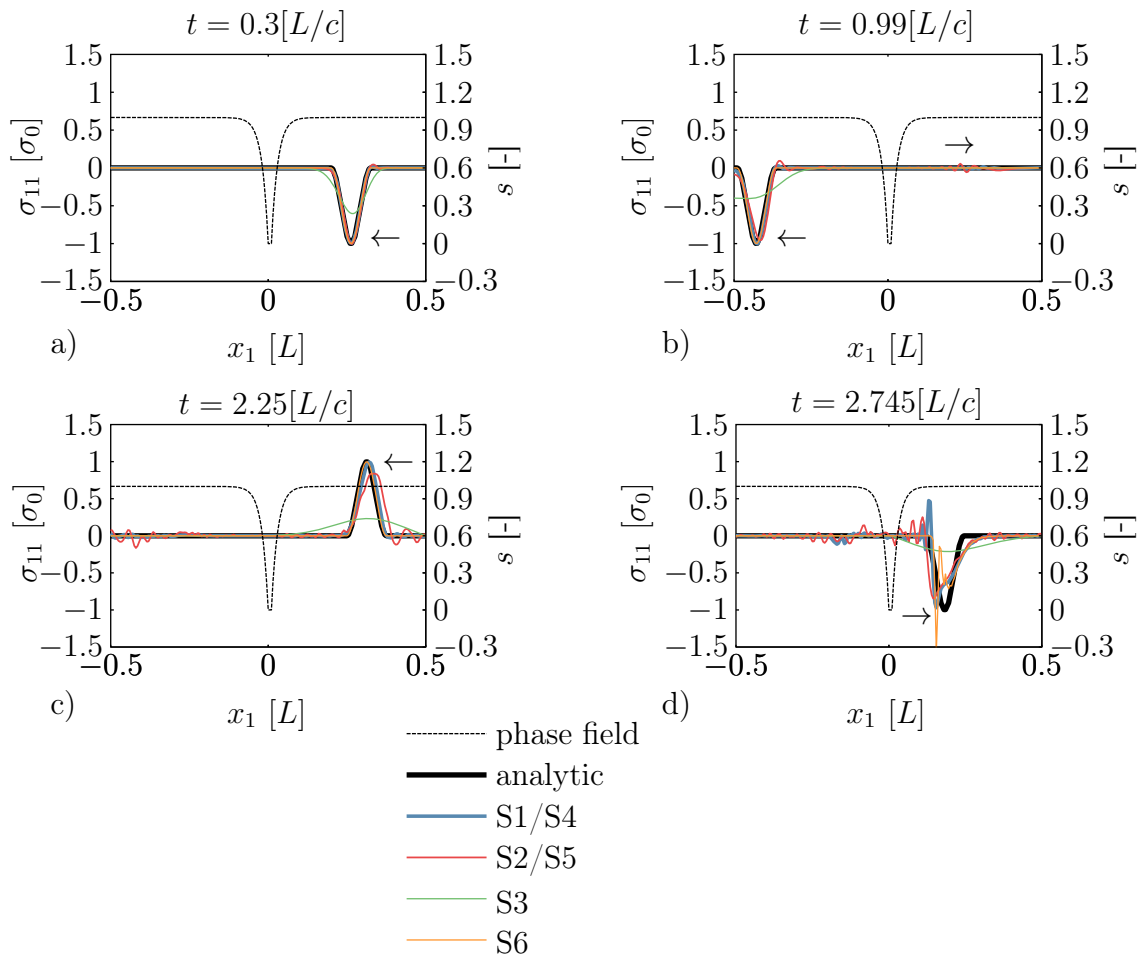 t = 0.3[L/c]
1.5
1
0.5
0
−0.5
−1
−1.5
σ11 [σ0]
1.5
1.2
0.9
0.6
0.3
0
−0.3
s [-]
−0.5 0 0.5
x1 [L]
a)
t = 0.99[L/c]
1.5
1
0.5
0
−0.5
−1
−1.5
σ11 [σ0]
1.5
1.2
0.9
0.6
0.3
0
−0.3
s [-]
−0.5 0 0.5
x1 [L]
b)
t = 2.25[L/c]
1.5
1
0.5
0
−0.5
−1
−1.5
σ11 [σ0]
1.5
1.2
0.9
0.6
0.3
0
−0.3
s [-]
−0.5 0 0.5
x1 [L]
c)
t = 2.745[L/c]
1.5
1
0.5
0
−0.5
−1
−1.5
σ11 [σ0]
1.5
1.2
0.9
0.6
0.3
0
−0.3
s [-]
−0.5 0 0.5
x1 [L]
d)
phase field
analytic
S1/S4
S2/S5
S3
S6